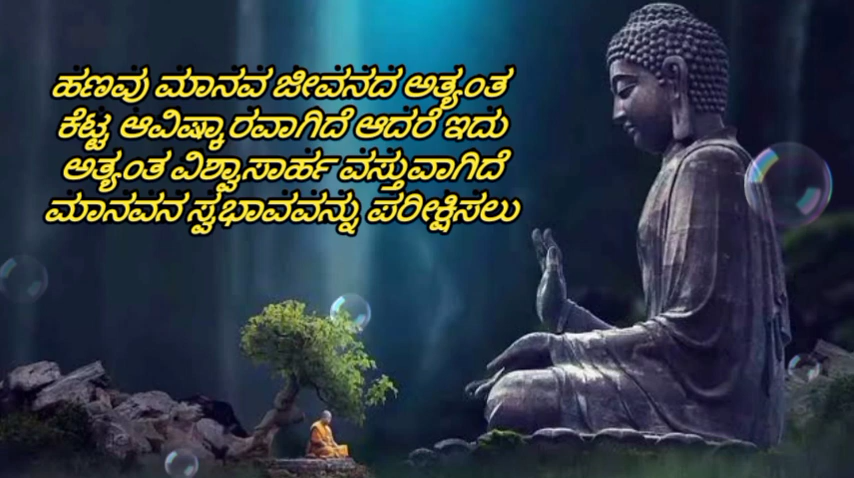 ಹಣವು ಮಾನವ ಜೀವನದ ಅತ್ಯಂತ
ಕೆಟ್ಟ ಆವಿಷ್ಕಾರವಾಗಿದೆ ಆದರೆ ಇದು
ಅತ್ಯಂತ ವಿಶ್ವಾಸಾರ್ಹ ವಸ್ತುವಾಗಿದೆ
ಮಾನವನ ಸ್ವಭಾವವನ್ನು ಪರೀಕ್ಷಿಸಲು